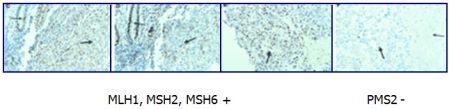 MLH1, MSH2, MSH6 + PMS2 -